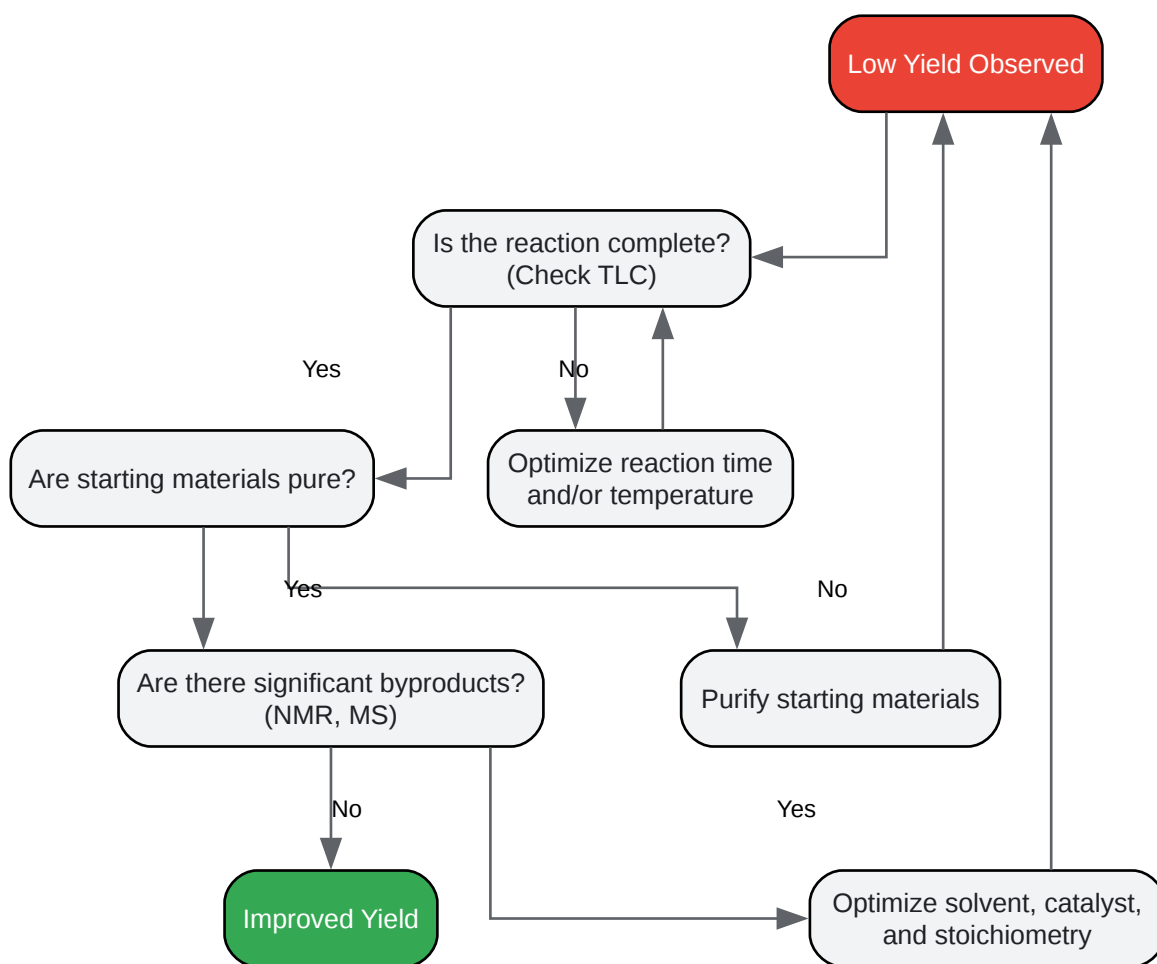 Low Yield Observed
Is the reaction complete?
(Check TLC)
Yes
No
Are starting materials pure?
Optimize reaction time
and/or temperature
Yes
No
Are there significant byproducts?
(NMR, MS)
Purify starting materials
No
Yes
Improved Yield
Optimize solvent, catalyst,
and stoichiometry